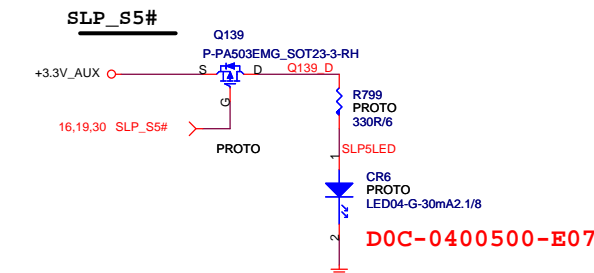 SLP_S5#
Q139
P-PA503EMG_SOT23-3-RH
+3.3V_AUX
S
D
Q139_D
G
R799
PROTO
330R/6
16,19,30 SLP_S5#
PROTO
SLP5LED
1
CR6
PROTO
LED04-G-30mA2.1/8
2
D0C-0400500-E07